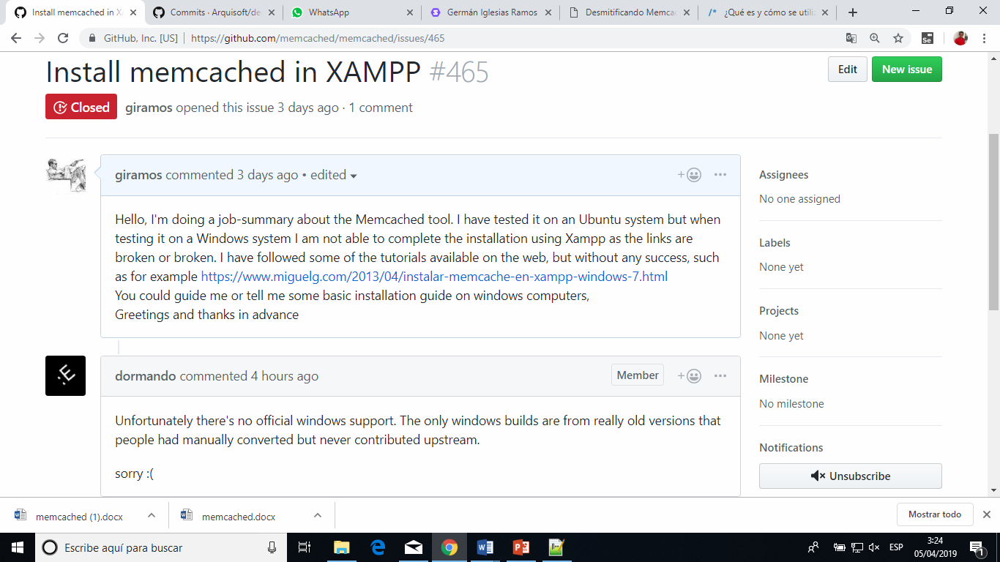 Install memcached in X
Commits · Arquisoft/de
WhatsApp
Germán Iglesias Ramos
Desmitificando Memca
¿Qué es y cómo se utili
GitHub, Inc. [US] | https://github.com/memcached/memcached/issues/465
Install memcached in XAMPP #465
Edit
New issue
Closed
giramos opened this issue 3 days ago · 1 comment
giramos commented 3 days ago • edited
Hello, I'm doing a job-summary about the Memcached tool. I have tested it on an Ubuntu system but when
testing it on a Windows system I am not able to complete the installation using Xampp as the links are
broken or broken. I have followed some of the tutorials available on the web, but without any success, such
as for example https://www.miguelg.com/2013/04/instalar-memcache-en-xampp-windows-7.html
You could guide me or tell me some basic installation guide on windows computers,
Greetings and thanks in advance
dormando commented 4 hours ago
Member
Unfortunately there's no official windows support. The only windows builds are from really old versions that
people had manually converted but never contributed upstream.
sorry :(
Assignees
No one assigned
Labels
None yet
Projects
None yet
Milestone
No milestone
Notifications
Unsubscribe
memcached (1).docx
memcached.docx
Mostrar todo
Escribe aquí para buscar
ESP
3:24
05/04/2019
1